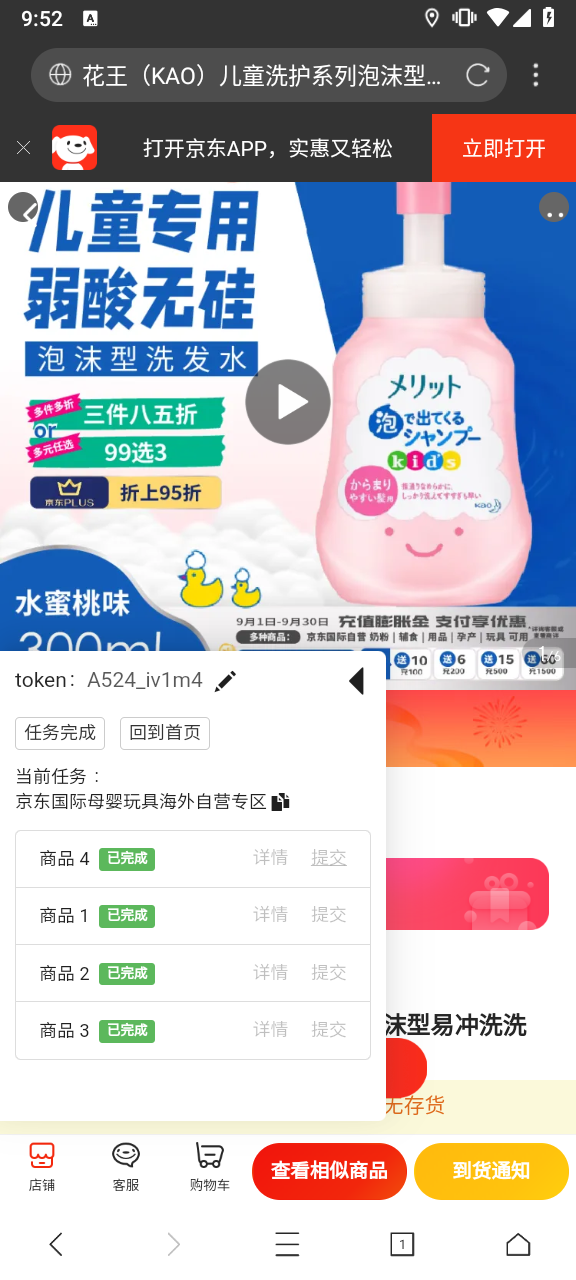 9:52
A
花王（KAO）儿童洗护系列泡沫型...
打开京东APP，实惠又轻松
立即打开
儿童专用
弱酸无硅
泡沫型洗发水
多件多折
三件八五折
or
多元任选
99选3
京东PLUS
折上95折
メリット
泡で出てくる
シャンプー
kid's
からまり
やすい髪用
Kao
水蜜桃味
300ml
9月1日-9月30日 充值膨胀金 支付享优惠
多种商品：
京东国际自营 奶粉 | 辅食 | 用品 | 孕产 | 玩具 可用
送10
充100
送6
充200
送15
充500
送60
充1500
1/6
token： A524_iv1m4
任务完成
回到首页
当前任务：
京东国际母婴玩具海外自营专区
商品 4 已完成 详情 提交
商品 1 已完成 详情 提交
商品 2 已完成 详情 提交
商品 3 已完成 详情 提交
沫型易冲洗洗
无存货
店铺
客服
购物车
查看相似商品
到货通知
1